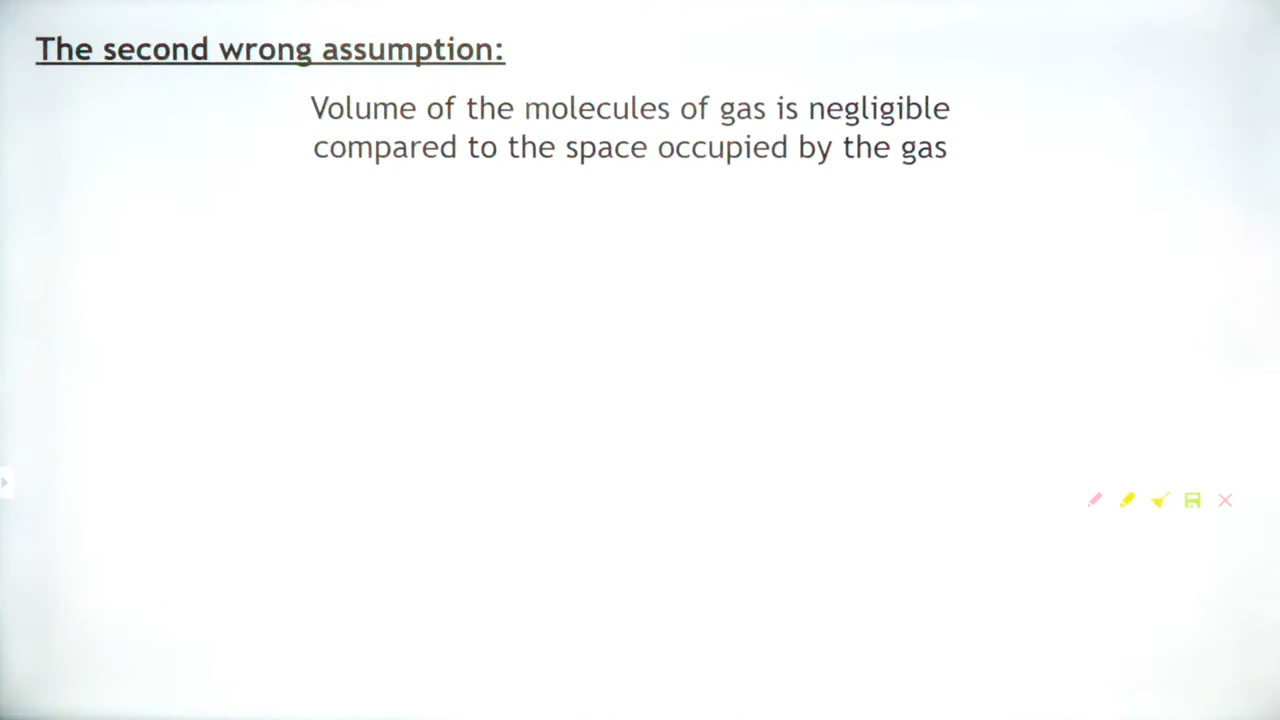 The second wrong assumption:
Volume of the molecules of gas is negligible
compared to the space occupied by the gas